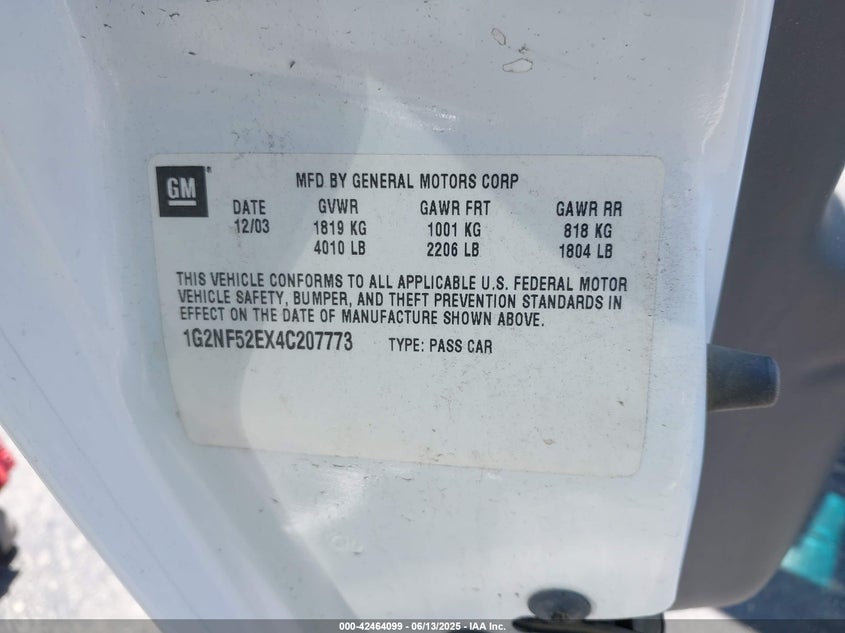 GM®
MFD BY GENERAL MOTORS CORP
DATE GVWR GAWR FRT GAWR RR
12/03 1819 KG 1001 KG 818 KG
4010 LB 2206 LB 1804 LB
THIS VEHICLE CONFORMS TO ALL APPLICABLE U.S. FEDERAL MOTOR
VEHICLE SAFETY, BUMPER, AND THEFT PREVENTION STANDARDS IN
EFFECT ON THE DATE OF MANUFACTURE SHOWN ABOVE.
1G2NF52EX4C207773 TYPE: PASS CAR
000-42464099 - 06/13/2025 - IAA Inc.